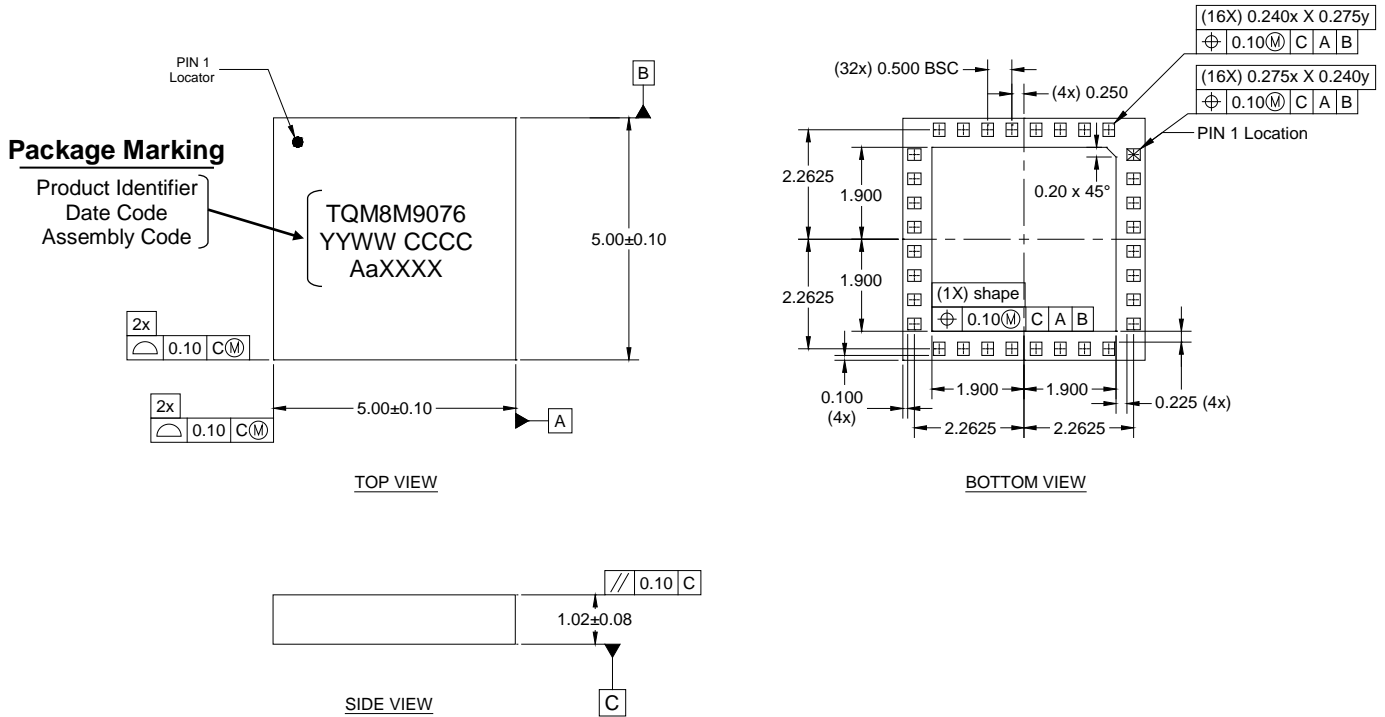 PIN 1
Locator
Package Marking
Product Identifier
Date Code
Assembly Code
TQM8M9076
YYWW CCCC
AaXXXX
B
5.00±0.10
2x
0.10 CⓂ
2x
0.10 CⓂ
5.00±0.10
A
TOP VIEW
(16X) 0.240x X 0.275y
⌖ 0.10Ⓜ C A B
(32x) 0.500 BSC
(4x) 0.250
(16X) 0.275x X 0.240y
⌖ 0.10Ⓜ C A B
PIN 1 Location
2.2625
1.900
0.20 x 45°
2.2625
1.900
(1X) shape
⌖ 0.10Ⓜ C A B
0.100
(4x)
1.900
1.900
0.225 (4x)
2.2625
2.2625
BOTTOM VIEW
// 0.10 C
1.02±0.08
C
SIDE VIEW